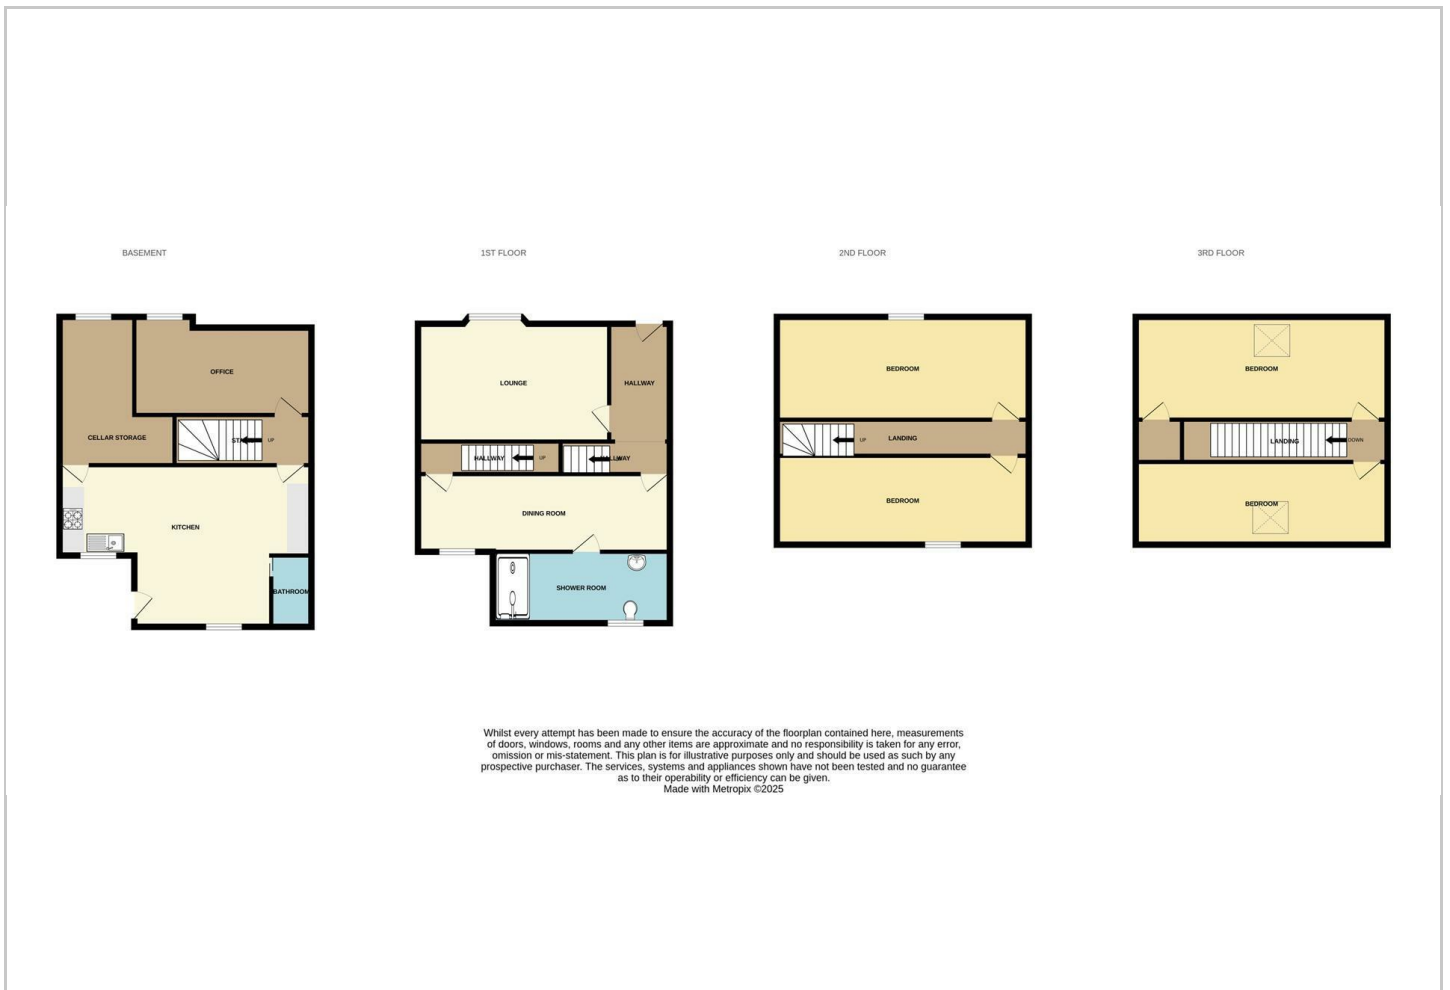 BASEMENT
1ST FLOOR
2ND FLOOR
3RD FLOOR
OFFICE
CELLAR STORAGE
UP
KITCHEN
BATHROOM
LOUNGE
HALLWAY
HALLWAY
UP
HALLWAY
DINING ROOM
SHOWER ROOM
BEDROOM
UP
LANDING
BEDROOM
BEDROOM
LANDING
DOWN
BEDROOM
Whilst every attempt has been made to ensure the accuracy of the floorplan contained here, measurements
of doors, windows, rooms and any other items are approximate and no responsibility is taken for any error,
omission or mis-statement. This plan is for illustrative purposes only and should be used as such by any
prospective purchaser. The services, systems and appliances shown have not been tested and no guarantee
as to their operability or efficiency can be given.
Made with Metropix ©2025